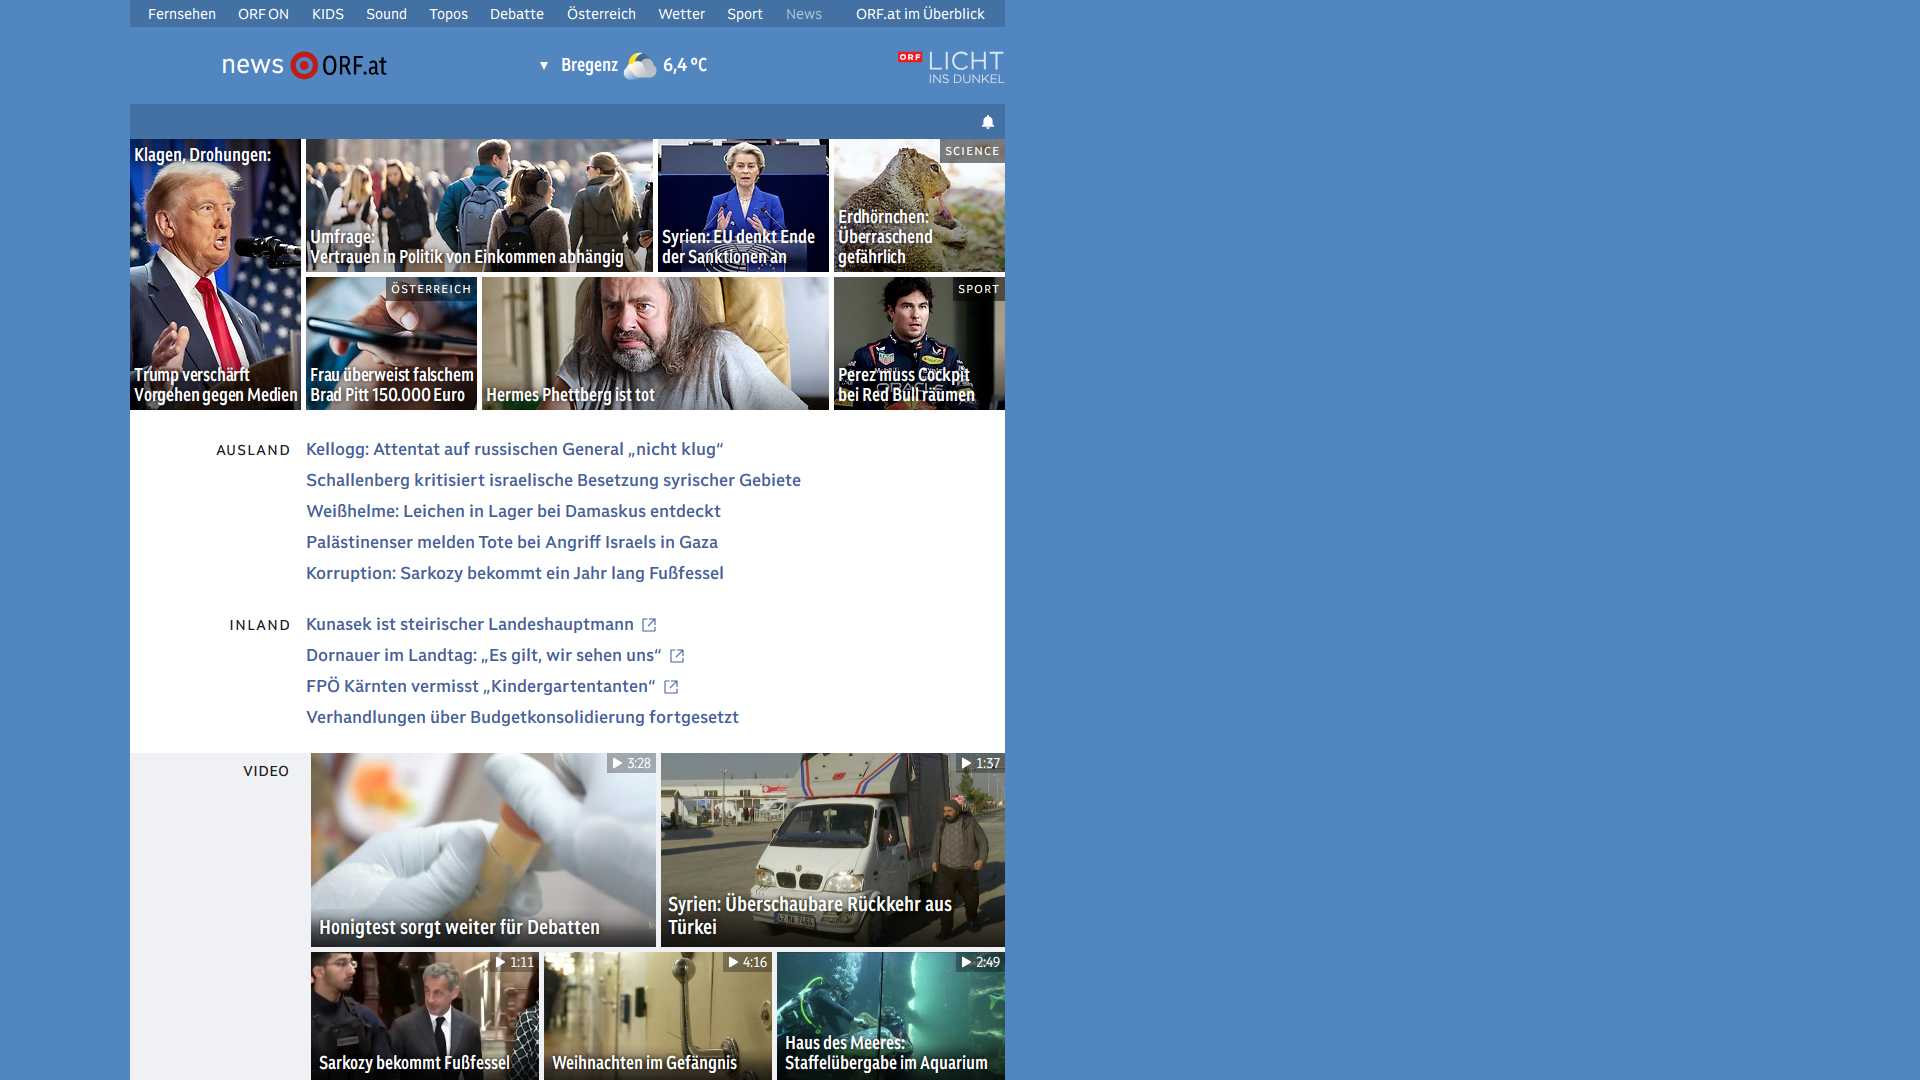 Fernsehen ORF ON KIDS Sound Topos Debatte Österreich Wetter Sport News ORF.at im Überblick
news ORF.at
Bregenz 6,4 °C
ORF LICHT
INS DUNKEL
Klagen, Drohungen:
Trump verschärft
Vorgehen gegen Medien
Umfrage:
Vertrauen in Politik von Einkommen abhängig
Syrien: EU denkt Ende
der Sanktionen an
SCIENCE
Erdhörnchen:
Überraschend
gefährlich
ÖSTERREICH
Frau überweist falschem
Brad Pitt 150.000 Euro
Hermes Phettberg ist tot
SPORT
Perez muss Cockpit
bei Red Bull räumen
AUSLAND
Kellogg: Attentat auf russischen General „nicht klug“
Schallenberg kritisiert israelische Besetzung syrischer Gebiete
Weißhelme: Leichen in Lager bei Damaskus entdeckt
Palästinenser melden Tote bei Angriff Israels in Gaza
Korruption: Sarkozy bekommt ein Jahr lang Fußfessel
INLAND
Kunasek ist steirischer Landeshauptmann
Dornauer im Landtag: „Es gilt, wir sehen uns“
FPÖ Kärnten vermisst „Kindergartentanten“
Verhandlungen über Budgetkonsolidierung fortgesetzt
VIDEO
3:28
Honigtest sorgt weiter für Debatten
1:37
Syrien: Überschaubare Rückkehr aus
Türkei
1:11
Sarkozy bekommt Fußfessel
4:16
Weihnachten im Gefängnis
2:49
Haus des Meeres:
Staffelübergabe im Aquarium